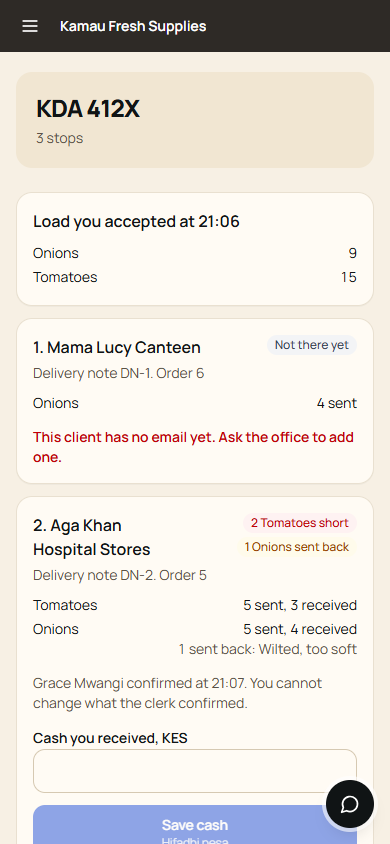 Kamau Fresh Supplies
KDA 412X
3 stops
Load you accepted at 21:06
Onions 9
Tomatoes 15
1. Mama Lucy Canteen Not there yet
Delivery note DN-1. Order 6
Onions 4 sent
This client has no email yet. Ask the office to add
one.
2. Aga Khan 2 Tomatoes short
Hospital Stores 1 Onions sent back
Delivery note DN-2. Order 5
Tomatoes 5 sent, 3 received
Onions 5 sent, 4 received
1 sent back: Wilted, too soft
Grace Mwangi confirmed at 21:07. You cannot
change what the clerk confirmed.
Cash you received, KES
Save cash
Hifadhi pesa